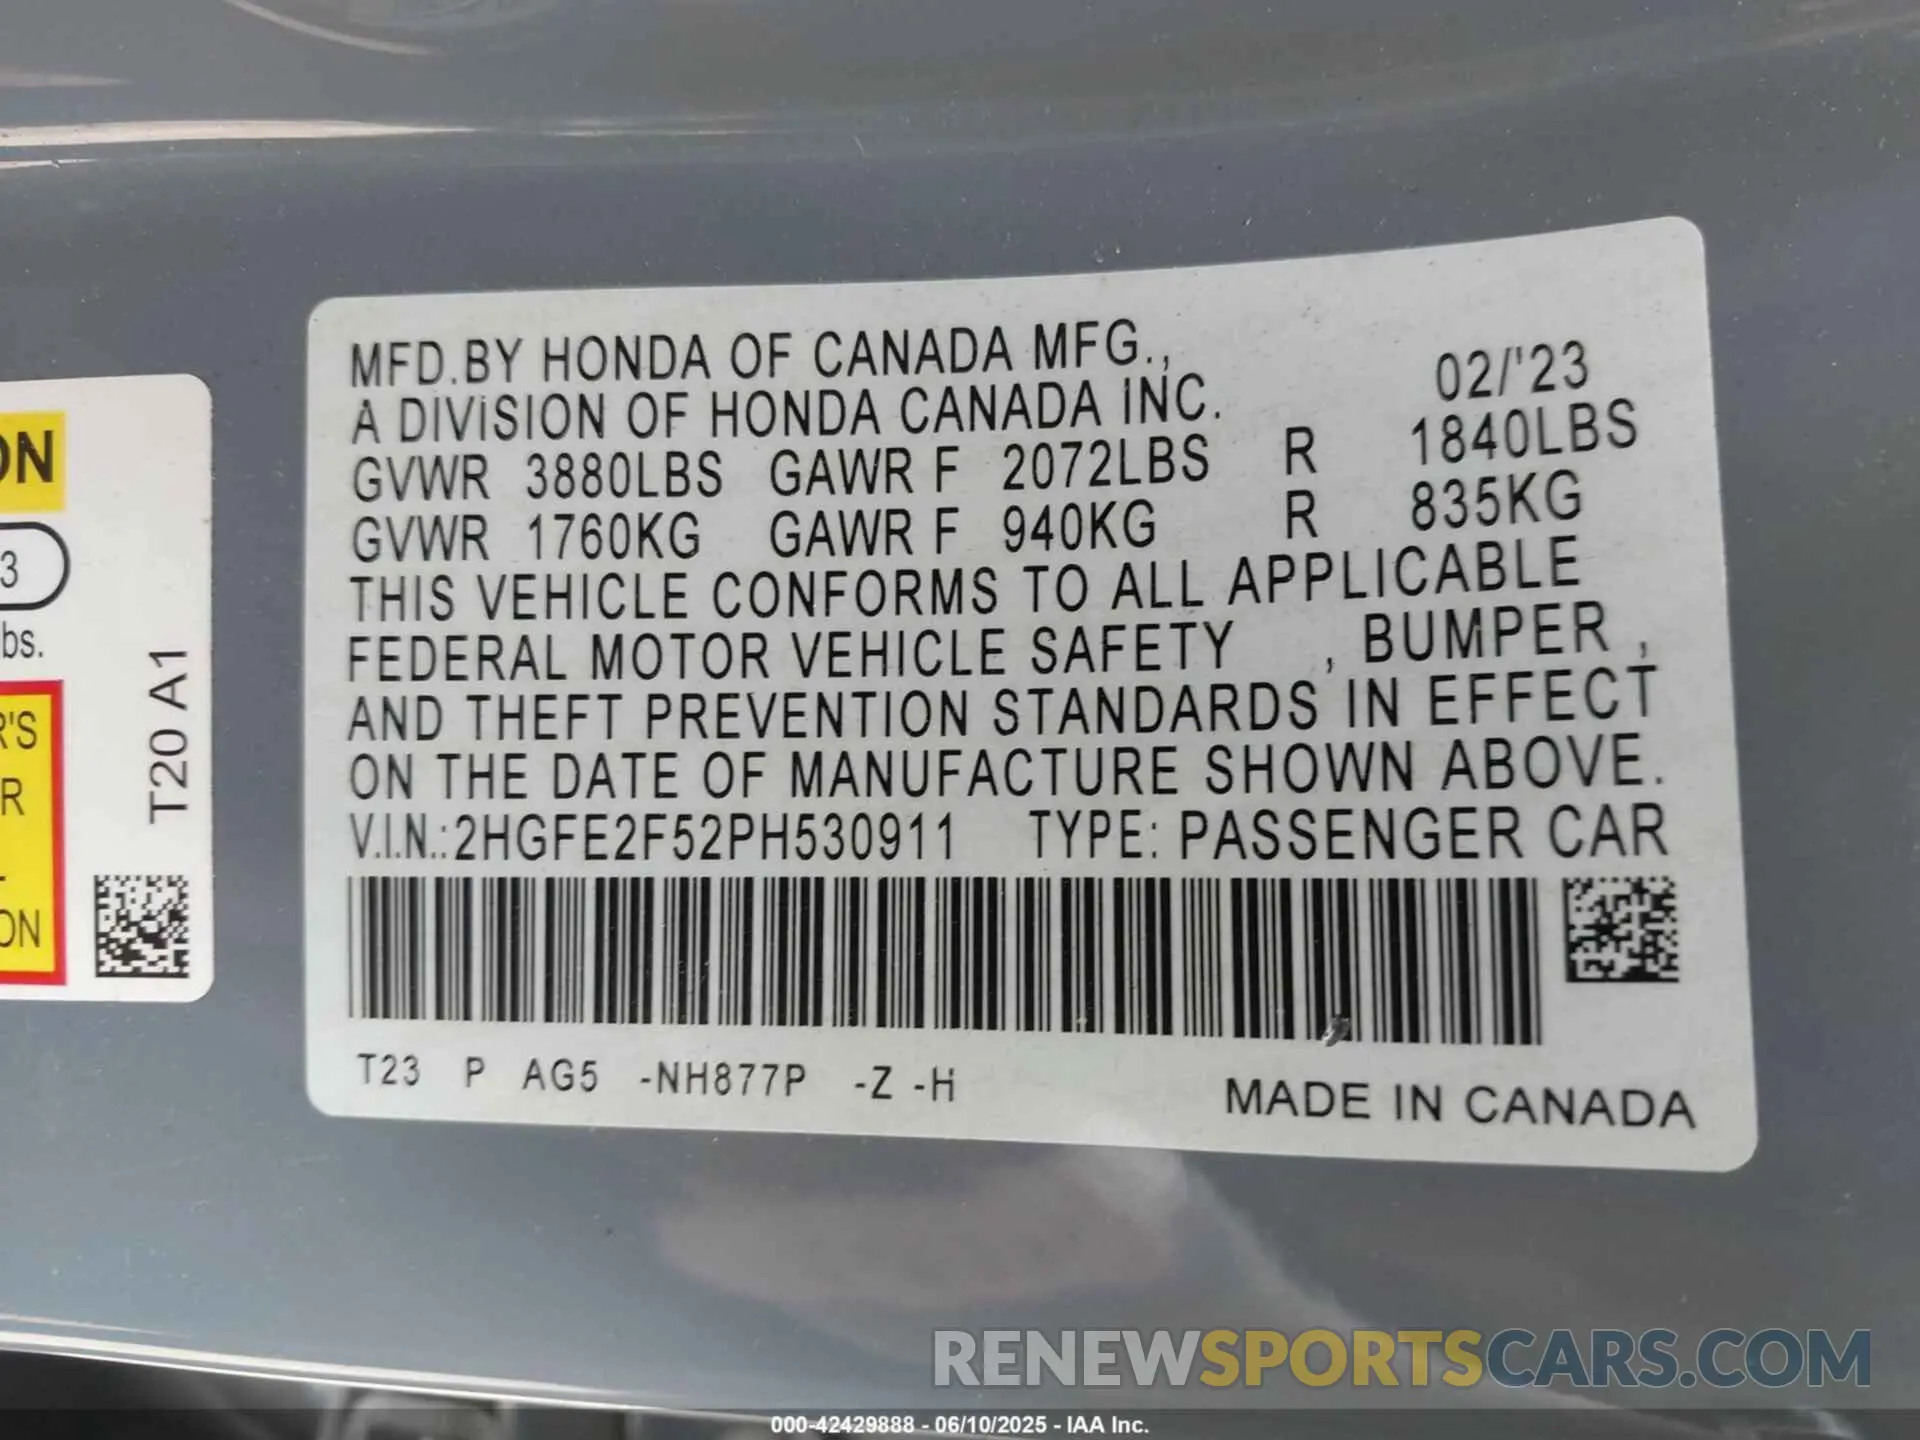 MFD.BY HONDA OF CANADA MFG.,
A DIVISION OF HONDA CANADA INC. 02/'23
GVWR 3880LBS GAWR F 2072LBS R 1840LBS
GVWR 1760KG GAWR F 940KG R 835KG
THIS VEHICLE CONFORMS TO ALL APPLICABLE
FEDERAL MOTOR VEHICLE SAFETY , BUMPER ,
AND THEFT PREVENTION STANDARDS IN EFFECT
ON THE DATE OF MANUFACTURE SHOWN ABOVE.
V.I.N.:2HGFE2F52PH530911 TYPE: PASSENGER CAR
T23 P AG5 -NH877P -Z -H
MADE IN CANADA
ON
3
bs.
R'S
R
ON
T20 A1
RENEWSPORTSCARS.COM
000-42429888 - 06/10/2025 - IAA Inc.